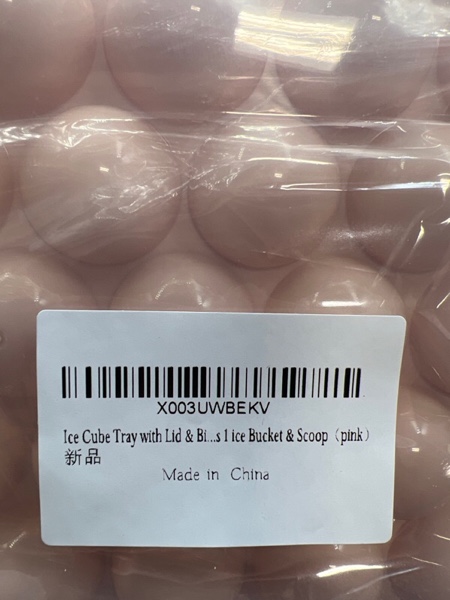 X003UWBEKV
Ice Cube Tray with Lid & Bi...s 1 ice Bucket & Scoop（pink）
新品
Made in China